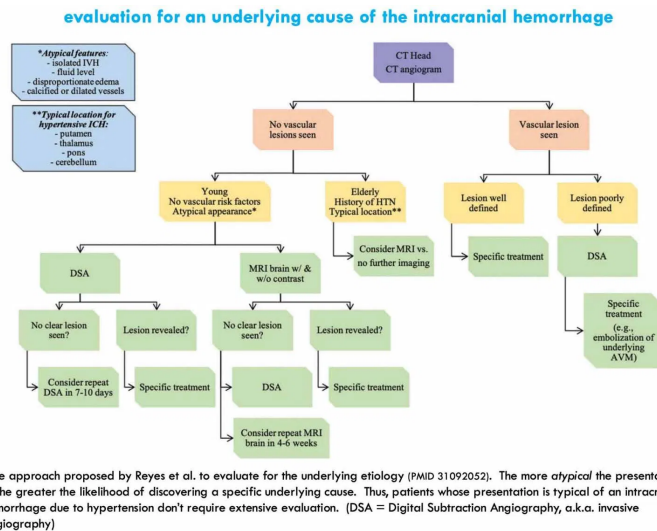 evaluation for an underlying cause of the intracranial hemorrhage
*Atypical features:
- isolated IVH
- fluid level
- disproportionate edema
- calcified or dilated vessels
**Typical location for
hypertensive ICH:
- putamen
- thalamus
- pons
- cerebellum
CT Head
CT angiogram
No vascular
lesions seen
Vascular lesion
seen
Young
No vascular risk factors
Atypical appearance*
Elderly
History of HTN
Typical location**
Lesion well
defined
Lesion poorly
defined
Consider MRI vs.
no further imaging
Specific treatment
DSA
DSA
MRI brain w/ &
w/o contrast
Specific
treatment
(e.g.,
embolization of
underlying
AVM)
No clear lesion
seen?
Lesion revealed?
No clear lesion
seen?
Lesion revealed?
Consider repeat
DSA in 7-10 days
Specific treatment
DSA
Specific treatment
Consider repeat MRI
brain in 4-6 weeks
e approach proposed by Reyes et al. to evaluate for the underlying etiology (PMID 31092052). The more atypical the presenta
he greater the likelihood of discovering a specific underlying cause. Thus, patients whose presentation is typical of an intracr
morrhage due to hypertension don't require extensive evaluation. (DSA = Digital Subtraction Angiography, a.k.a. invasive
giography)